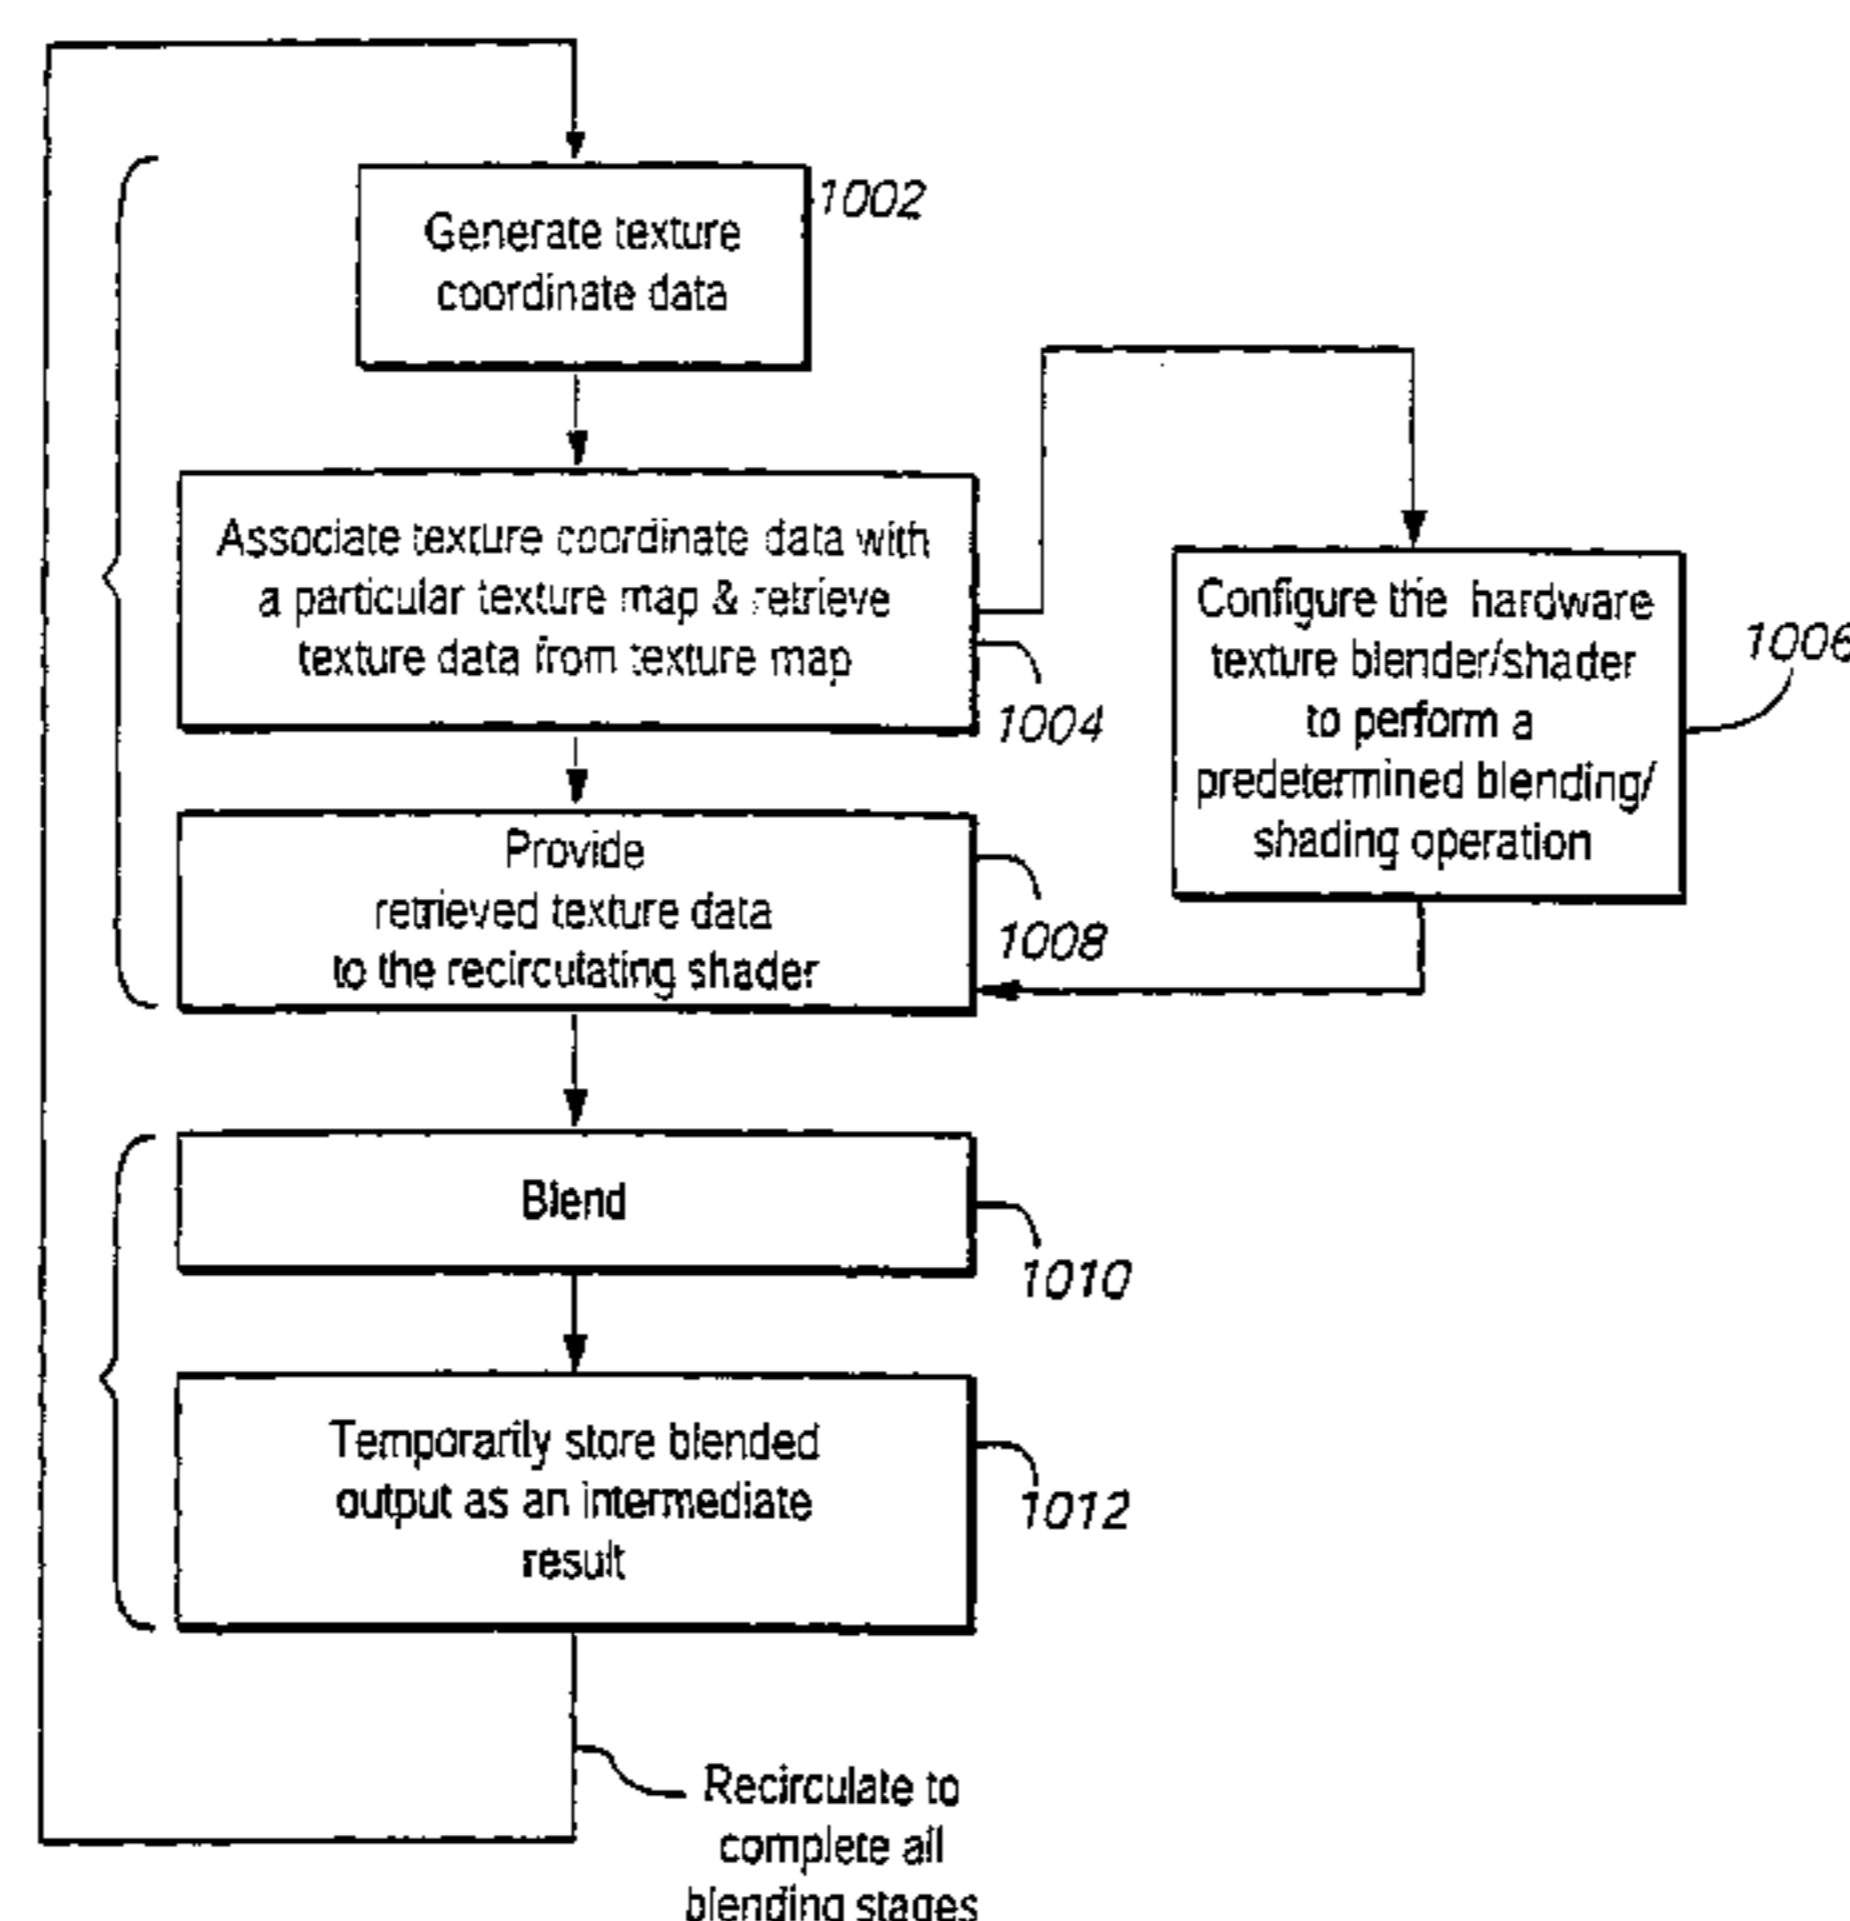 1002
Generate texture
coordinate data
Associate texture coordinate data with
a particular texture map & retrieve
texture data from texture map
1004
Configure the hardware
texture blender/shader
to perform a
predetermined blending/
shading operation
1006
Provide
retrieved texture data
to the recirculating shader
1008
Blend
1010
Temporarily store blended
output as an intermediate
result
1012
Recirculate to
complete all
blending stages